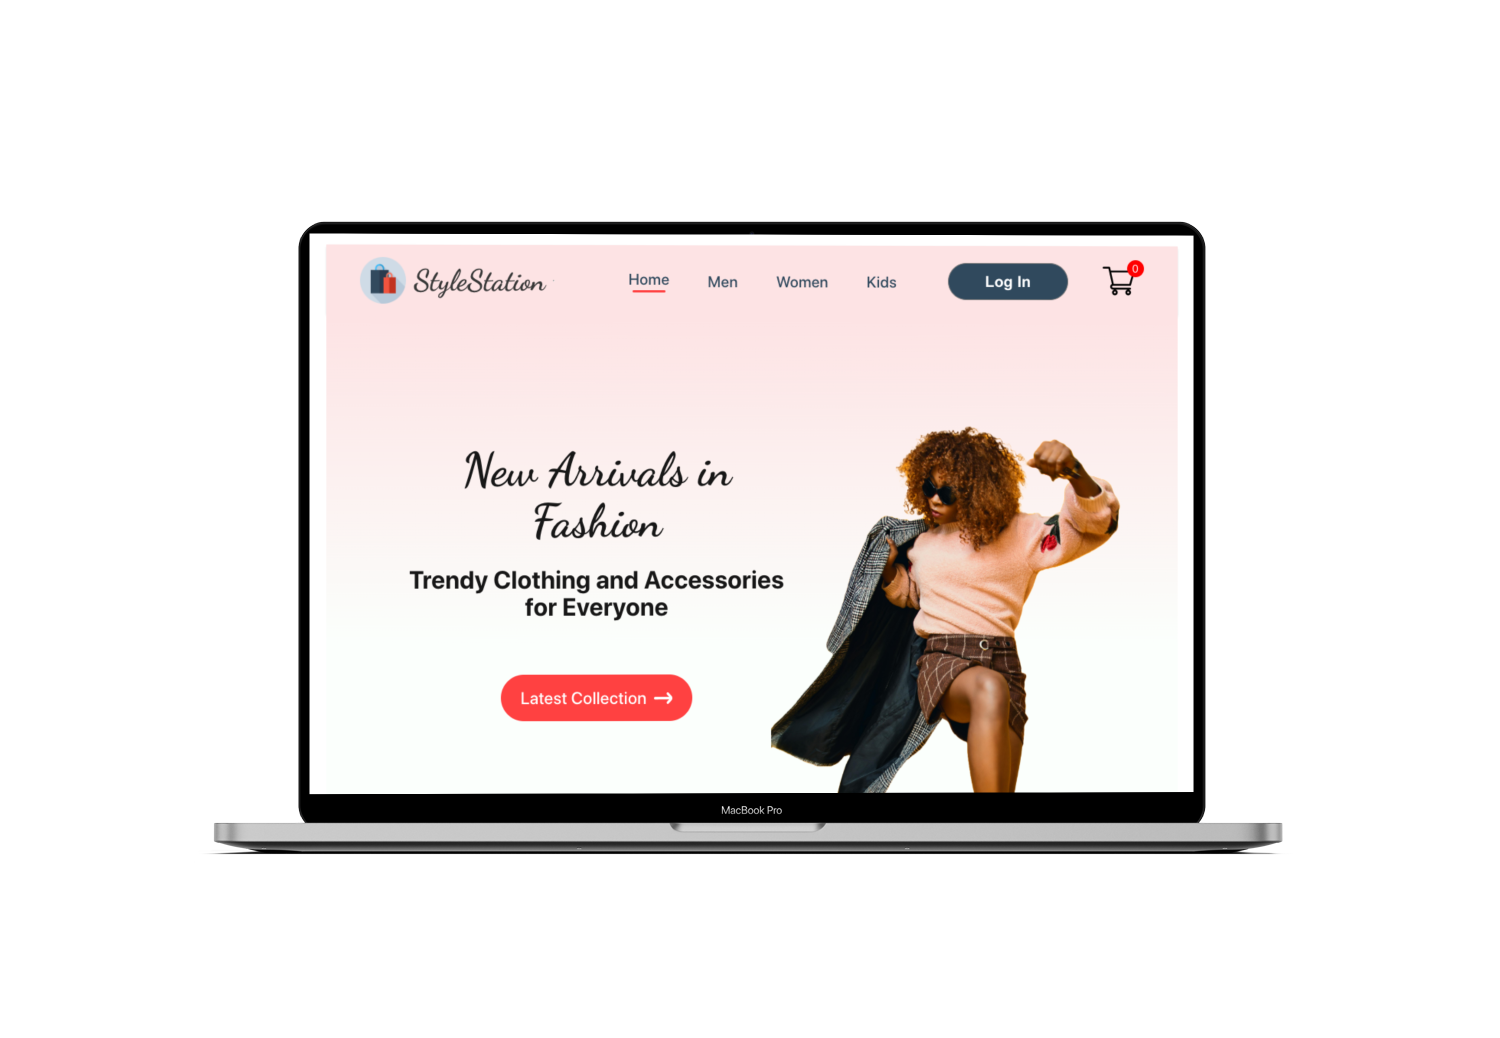 StyleStation
Home
Men
Women
Kids
Log In
0
New Arrivals in
Fashion
Trendy Clothing and Accessories
for Everyone
Latest Collection →
MacBook Pro